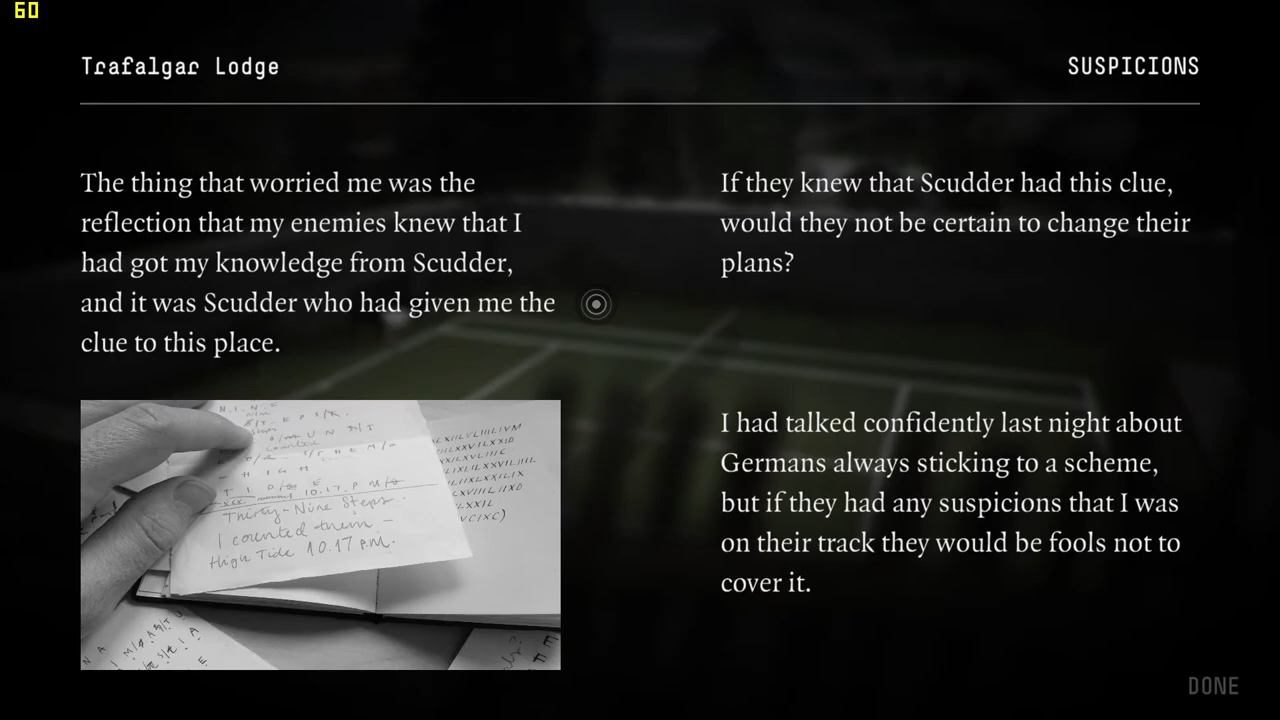 60
Trafalgar Lodge
SUSPICIONS
The thing that worried me was the
reflection that my enemies knew that I
had got my knowledge from Scudder,
and it was Scudder who had given me the
clue to this place.
N I N E
10.17. P M
Thirty-Nine Steps.
I counted them –
High Tide 10.17 P.M.
If they knew that Scudder had this clue,
would they not be certain to change their
plans?
I had talked confidently last night about
Germans always sticking to a scheme,
but if they had any suspicions that I was
on their track they would be fools not to
cover it.
DONE